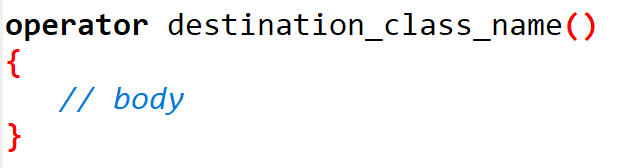 operator destination_class_name()
{
// body
}